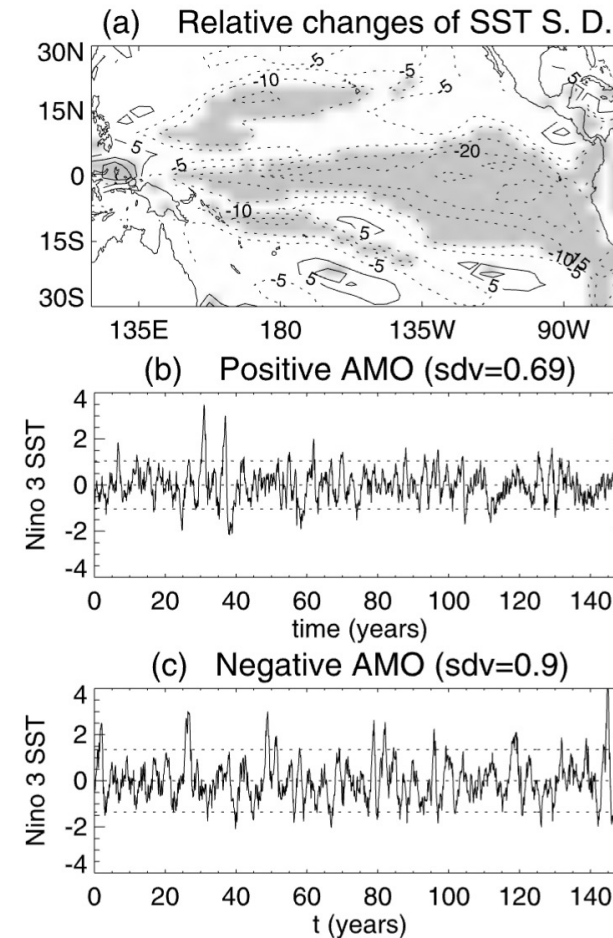 (a) Relative changes of SST S. D.
30N
15N
0
15S
30S
-5
-5
-5
-10
5
5
-5
-20
-10
5
-5
-5
5
5
-10
-15
-5
135E 180 135W 90W
(b) Positive AMO (sdv=0.69)
Nino 3 SST
4
2
0
-2
-4
0 20 40 60 80 100 120 140
time (years)
(c) Negative AMO (sdv=0.9)
Nino 3 SST
4
2
0
-2
-4
0 20 40 60 80 100 120 140
t (years)